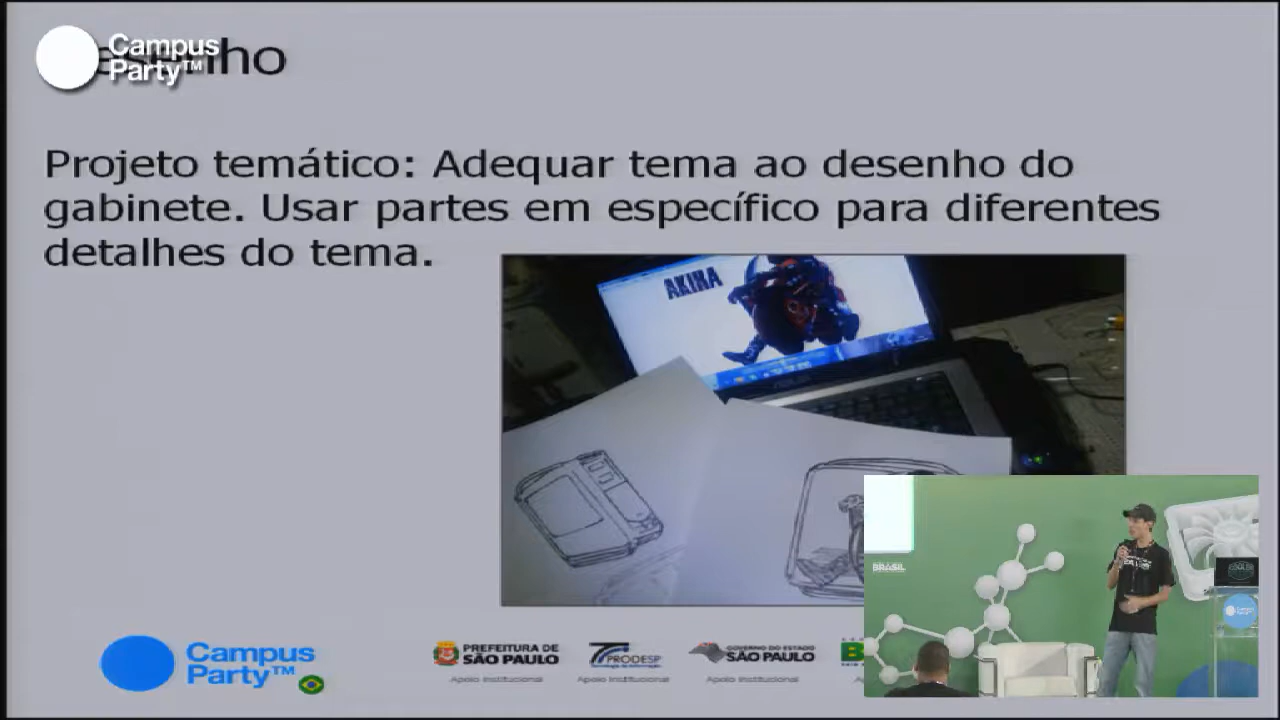 Campus
Party™
Desenho
Projeto temático: Adequar tema ao desenho do
gabinete. Usar partes em específico para diferentes
detalhes do tema.
AKIRA
BRASIL
Campus
Party™
PREFEITURA DE
SÃO PAULO
Apoio Institucional
PRODESP
Apoio Institucional
GOVERNO DO ESTADO
SÃO PAULO
Apoio Institucional